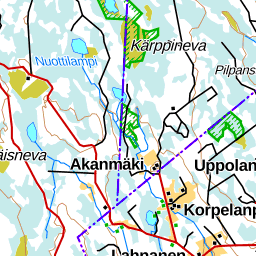 Kärppineva
Nuottilampi
Pilpans
äisneva
Akanmäki
Uppolan
Korpelanp
Lahnanen